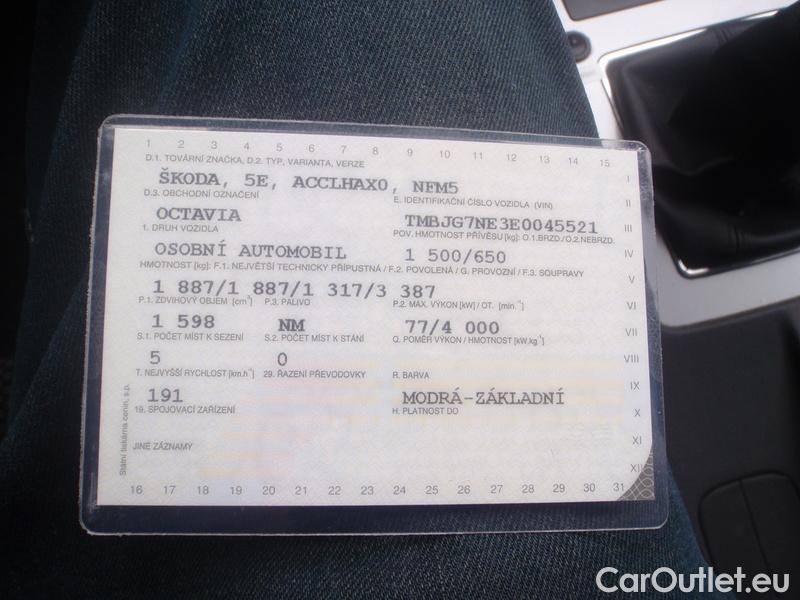 1 2 3 4 5 6 7 8 9 10 11 12 13 14 15
D.1. TOVÁRNÍ ZNAČKA, D.2. TYP, VARIANTA, VERZE
I
ŠKODA, 5E, ACCLHAX0, NFM5
D.3. OBCHODNÍ OZNAČENÍ E. IDENTIFIKAČNÍ ČÍSLO VOZIDLA (VIN)
II
OCTAVIA TMBJG7NE3E0045521
III
1. DRUH VOZIDLA POV. HMOTNOST PŘÍVĚSU [kg]: O.1.BRZD./O.2.NEBRZD.
OSOBNÍ AUTOMOBIL 1 500/650
IV
HMOTNOST [kg]: F.1. NEJVĚTŠÍ TECHNICKY PŘÍPUSTNÁ / F.2. POVOLENÁ / G. PROVOZNÍ / F.3. SOUPRAVY
V
1 887/1 887/1 317/3 387
P.1. ZDVIHOVÝ OBJEM [cm³] P.3. PALIVO P.2. MAX. VÝKON [kW] / OT. [min.⁻¹]
VI
1 598 NM 77/4 000
VII
S.1. POČET MÍST K SEZENÍ S.2. POČET MÍST K STÁNÍ Q. POMĚR VÝKON / HMOTNOST [kW.kg⁻¹]
5 0
VIII
T. NEJVYŠŠÍ RYCHLOST [km.h⁻¹] 29. ŘAZENÍ PŘEVODOVKY R. BARVA
IX
191 MODRÁ-ZÁKLADNÍ
19. SPOJOVACÍ ZAŘÍZENÍ H. PLATNOST DO
X
XI
JINÉ ZÁZNAMY
XII
Státní tiskárna cenin, s.p.
16 17 18 19 20 21 22 23 24 25 26 27 28 29 30 31
CarOutlet.eu